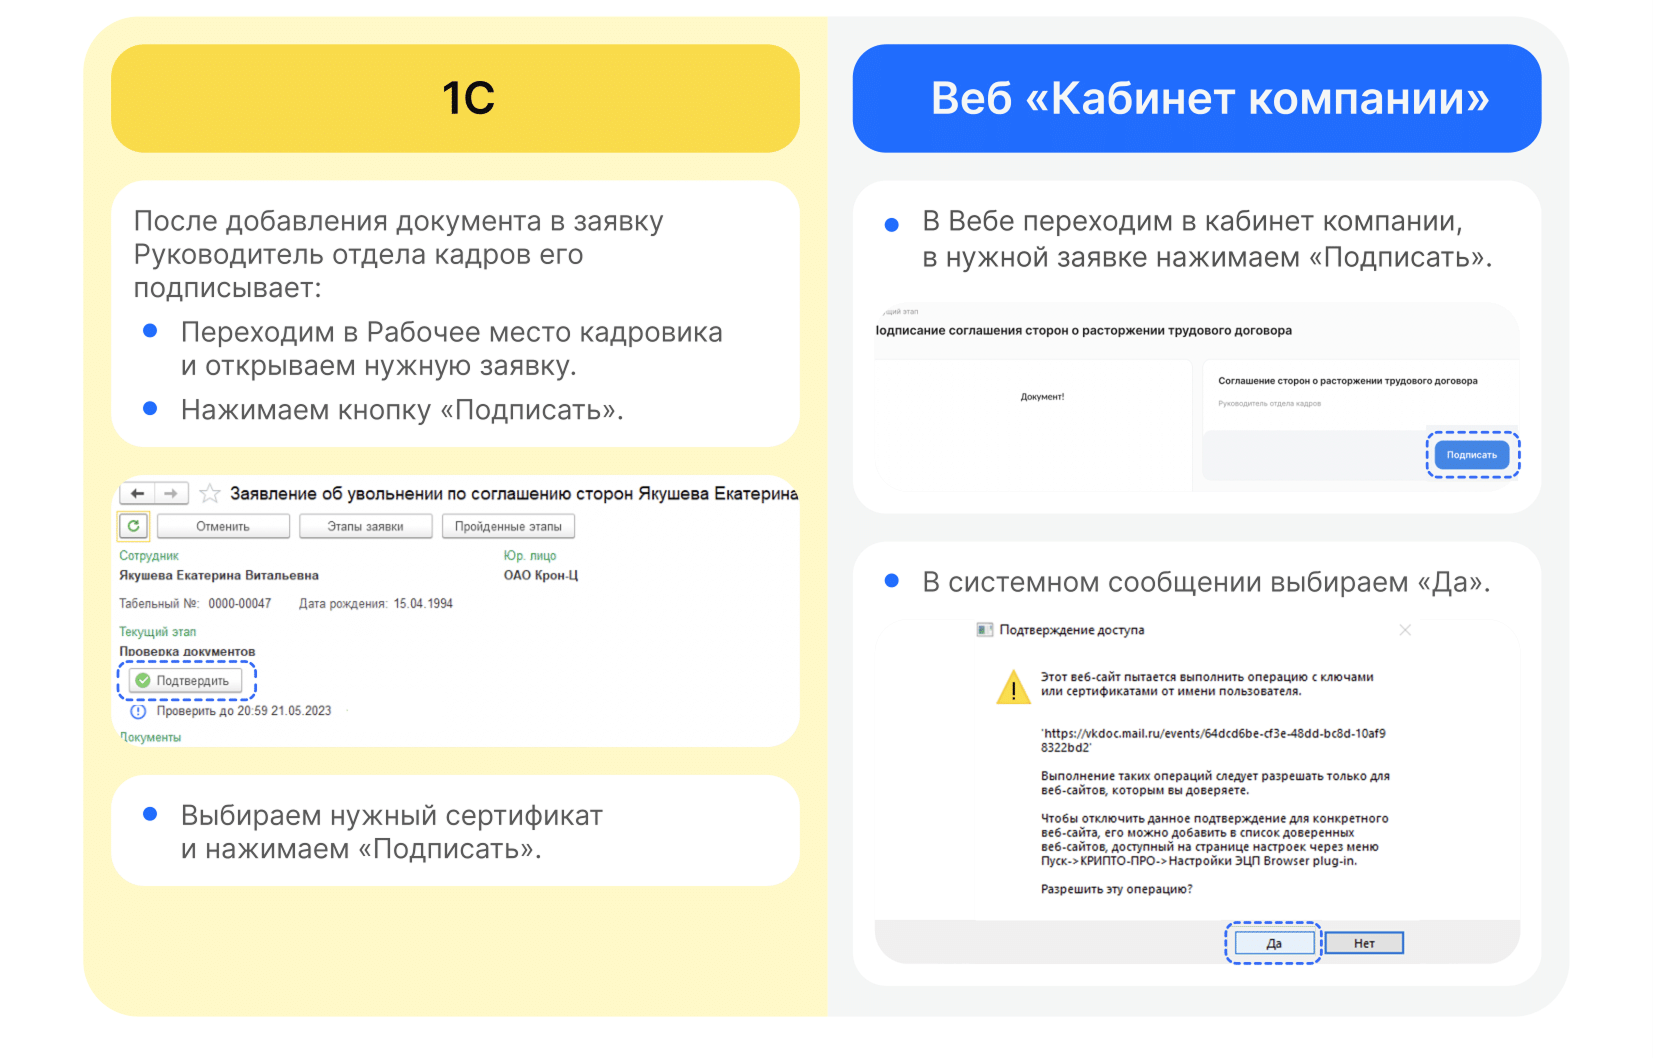 1С
После добавления документа в заявку
Руководитель отдела кадров его
подписывает:
Переходим в Рабочее место кадровика
и открываем нужную заявку.
Нажимаем кнопку «Подписать».
Заявление об увольнении по соглашению сторон Якушева Екатерина
Отменить Этапы заявки Пройденные этапы
Сотрудник Юр. лицо
Якушева Екатерина Витальевна ОАО Крон-Ц
Табельный №: 0000-00047 Дата рождения: 15.04.1994
Текущий этап
Проверка документов
Подтвердить
Проверить до 20:59 21.05.2023
Документы
Выбираем нужный сертификат
и нажимаем «Подписать».
Веб «Кабинет компании»
В Вебе переходим в кабинет компании,
в нужной заявке нажимаем «Подписать».
ущий этап
Подписание соглашения сторон о расторжении трудового договора
Документ!
Соглашение сторон о расторжении трудового договора
Руководитель отдела кадров
Подписать
В системном сообщении выбираем «Да».
Подтверждение доступа
Этот веб-сайт пытается выполнить операцию с ключами
или сертификатами от имени пользователя.
'https://vkdoc.mail.ru/events/64dcd6be-cf3e-48dd-bc8d-10af9
8322bd2'
Выполнение таких операций следует разрешать только для
веб-сайтов, которым вы доверяете.
Чтобы отключить данное подтверждение для конкретного
веб-сайта, его можно добавить в список доверенных
веб-сайтов, доступный на странице настроек через меню
Пуск->КРИПТО-ПРО->Настройки ЭЦП Browser plug-in.
Разрешить эту операцию?
Да Нет